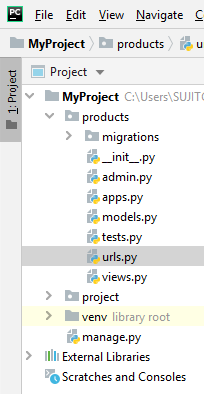 PC File Edit View Navigate C
MyProject products
1: Project
Project
MyProject C:\Users\SUJIT
products
migrations
__init__.py
admin.py
apps.py
models.py
tests.py
urls.py
views.py
project
venv library root
manage.py
External Libraries
Scratches and Consoles